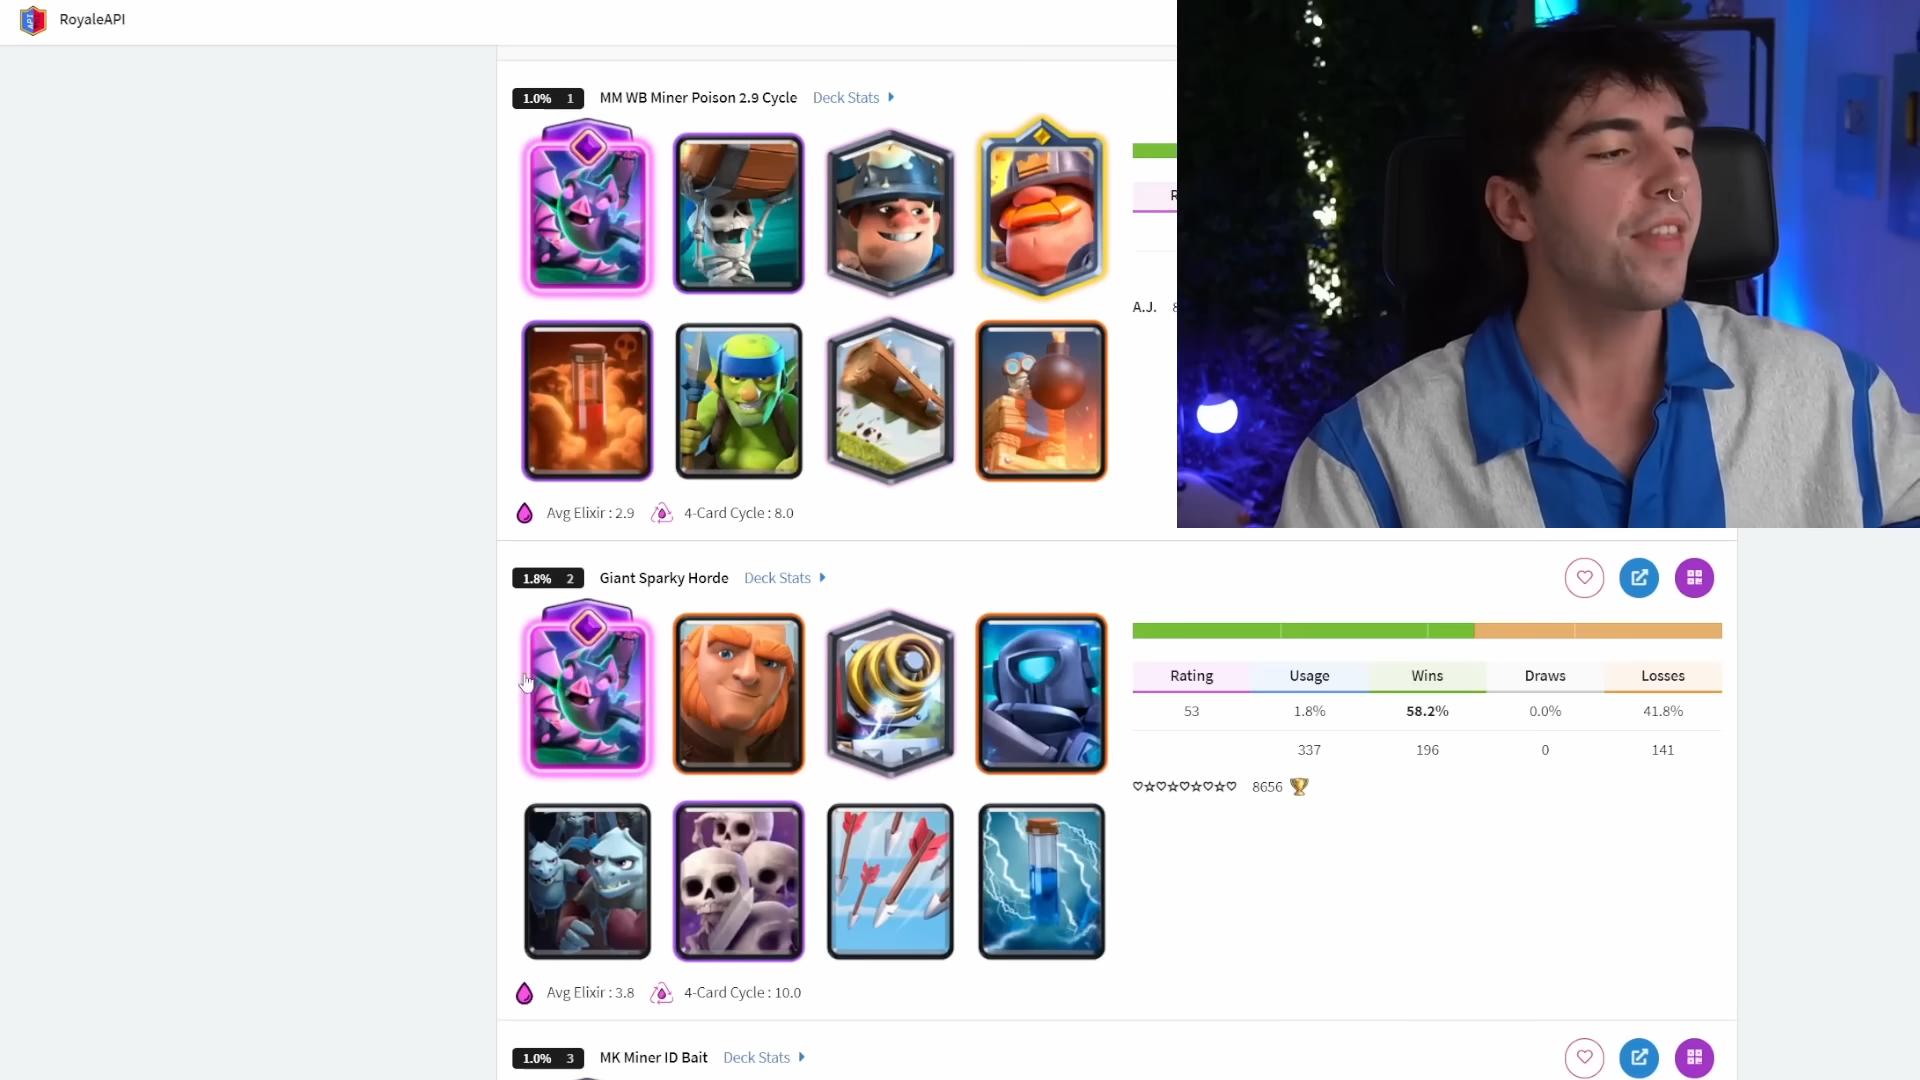 RoyaleAPI
1.0% 1 MM WB Miner Poison 2.9 Cycle Deck Stats
R
A.J.
Avg Elixir : 2.9 4-Card Cycle : 8.0
1.8% 2 Giant Sparky Horde Deck Stats
Rating Usage Wins Draws Losses
53 1.8% 58.2% 0.0% 41.8%
337 196 0 141
♡☆♡☆♡☆♡☆♡ 8656
Avg Elixir : 3.8 4-Card Cycle : 10.0
1.0% 3 MK Miner ID Bait Deck Stats